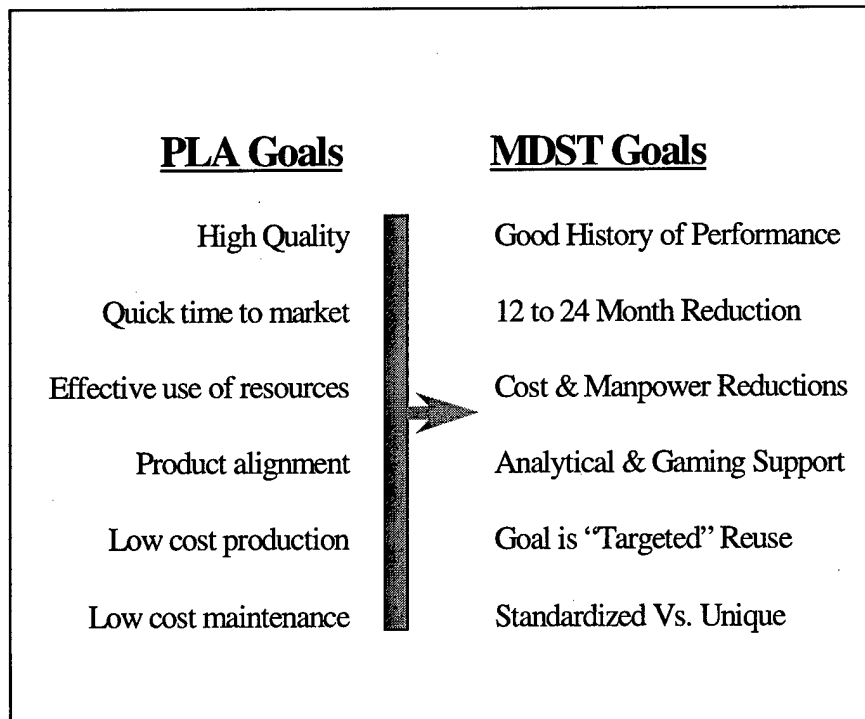 PLA Goals
MDST Goals
High Quality
Good History of Performance
Quick time to market
12 to 24 Month Reduction
Effective use of resources
Cost & Manpower Reductions
Product alignment
Analytical & Gaming Support
Low cost production
Goal is “Targeted” Reuse
Low cost maintenance
Standardized Vs. Unique